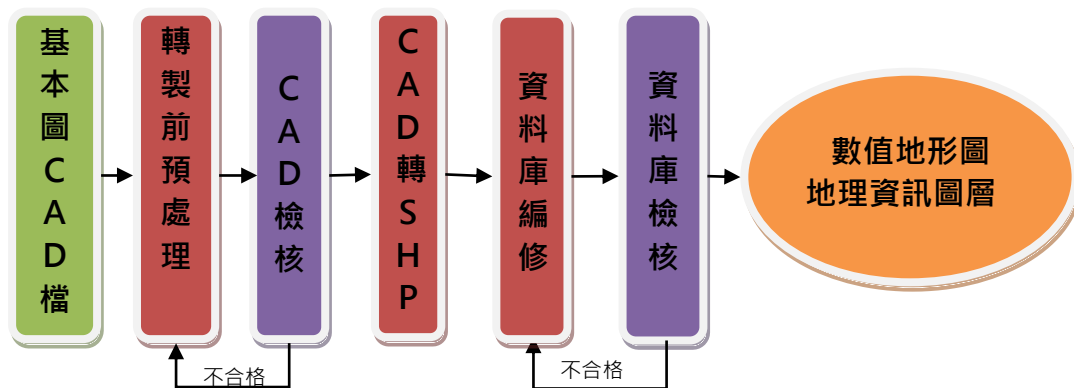 基本圖CAD檔
轉製前預處理
CAD檢核
CAD轉SHP
資料庫編修
資料庫檢核
數值地形圖
地理資訊圖層
不合格
不合格